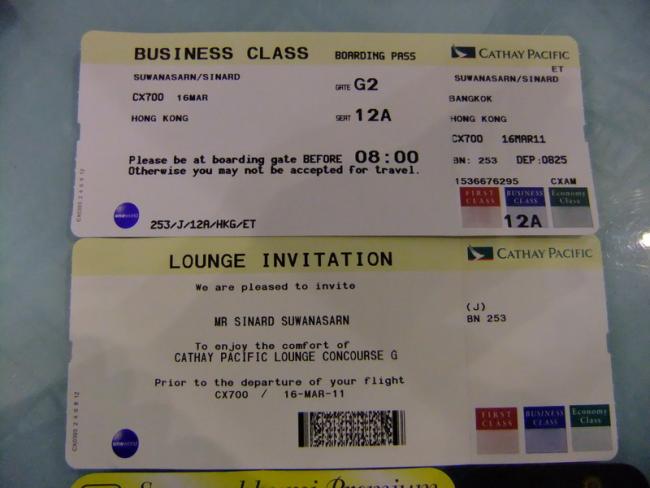 BUSINESS CLASS BOARDING PASS CATHAY PACIFIC
ET
SUWANASARN/SINARD GATE G2 SUWANASARN/SINARD
CX700 16MAR BANGKOK
HONG KONG SEAT 12A HONG KONG
CX700 16MAR11
Please be at boarding gate BEFORE 08:00 BN: 253 DEP:0825
Otherwise you may not be accepted for travel.
1536676295 CXAM
FIRST CLASS BUSINESS CLASS Economy Class
oneworld
253/J/12A/HKG/ET 12A
LOUNGE INVITATION CATHAY PACIFIC
We are pleased to invite
(J)
MR SINARD SUWANASARN BN 253
To enjoy the comfort of
CATHAY PACIFIC LOUNGE CONCOURSE G
Prior to the departure of your flight
CX700 / 16-MAR-11
FIRST CLASS BUSINESS CLASS Economy Class
oneworld
Premium